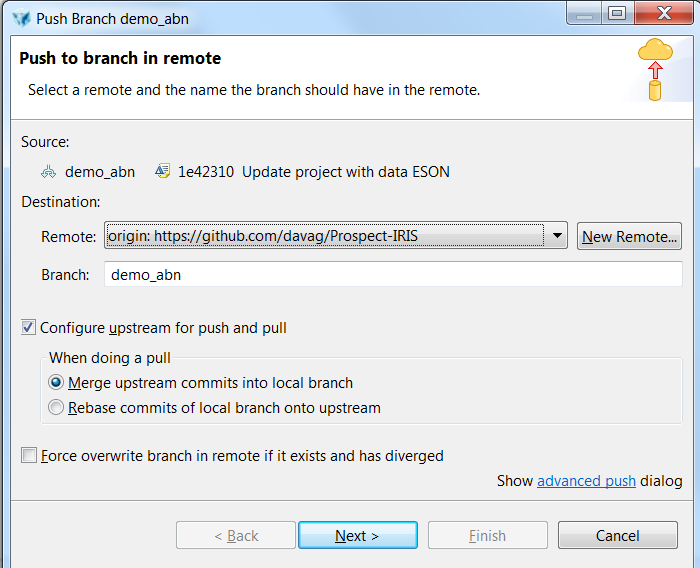 Push Branch demo_abn
Push to branch in remote
Select a remote and the name the branch should have in the remote.
Source:
demo_abn 1e42310 Update project with data ESON
Destination:
Remote: origin: https://github.com/davag/Prospect-IRIS New Remote...
Branch: demo_abn
Configure upstream for push and pull
When doing a pull
Merge upstream commits into local branch
Rebase commits of local branch onto upstream
Force overwrite branch in remote if it exists and has diverged
Show advanced push dialog
< Back Next > Finish Cancel